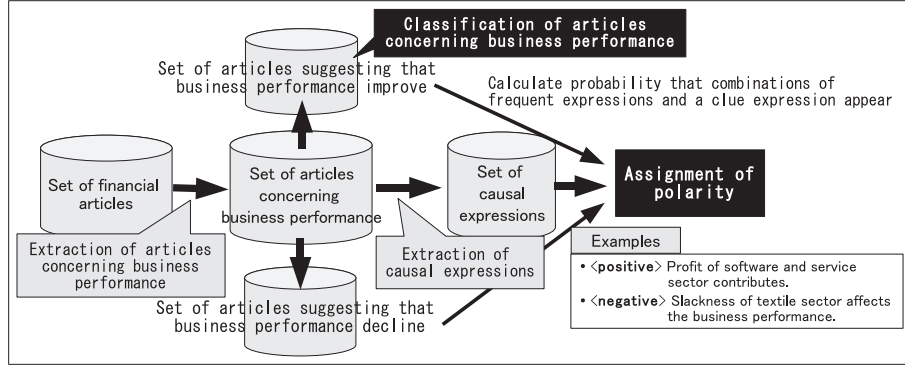 Classification of articles
concerning business performance
Set of articles suggesting that
business performance improve
Calculate probability that combinations of
frequent expressions and a clue expression appear
Set of financial
articles
Set of articles
concerning
business performance
Set of
causal
expressions
Assignment of
polarity
Extraction of articles
concerning business
performance
Extraction of
causal expressions
Examples
• <positive> Profit of software and service
sector contributes.
• <negative> Slackness of textile sector affects
the business performance.
Set of articles suggesting that
business performance decline